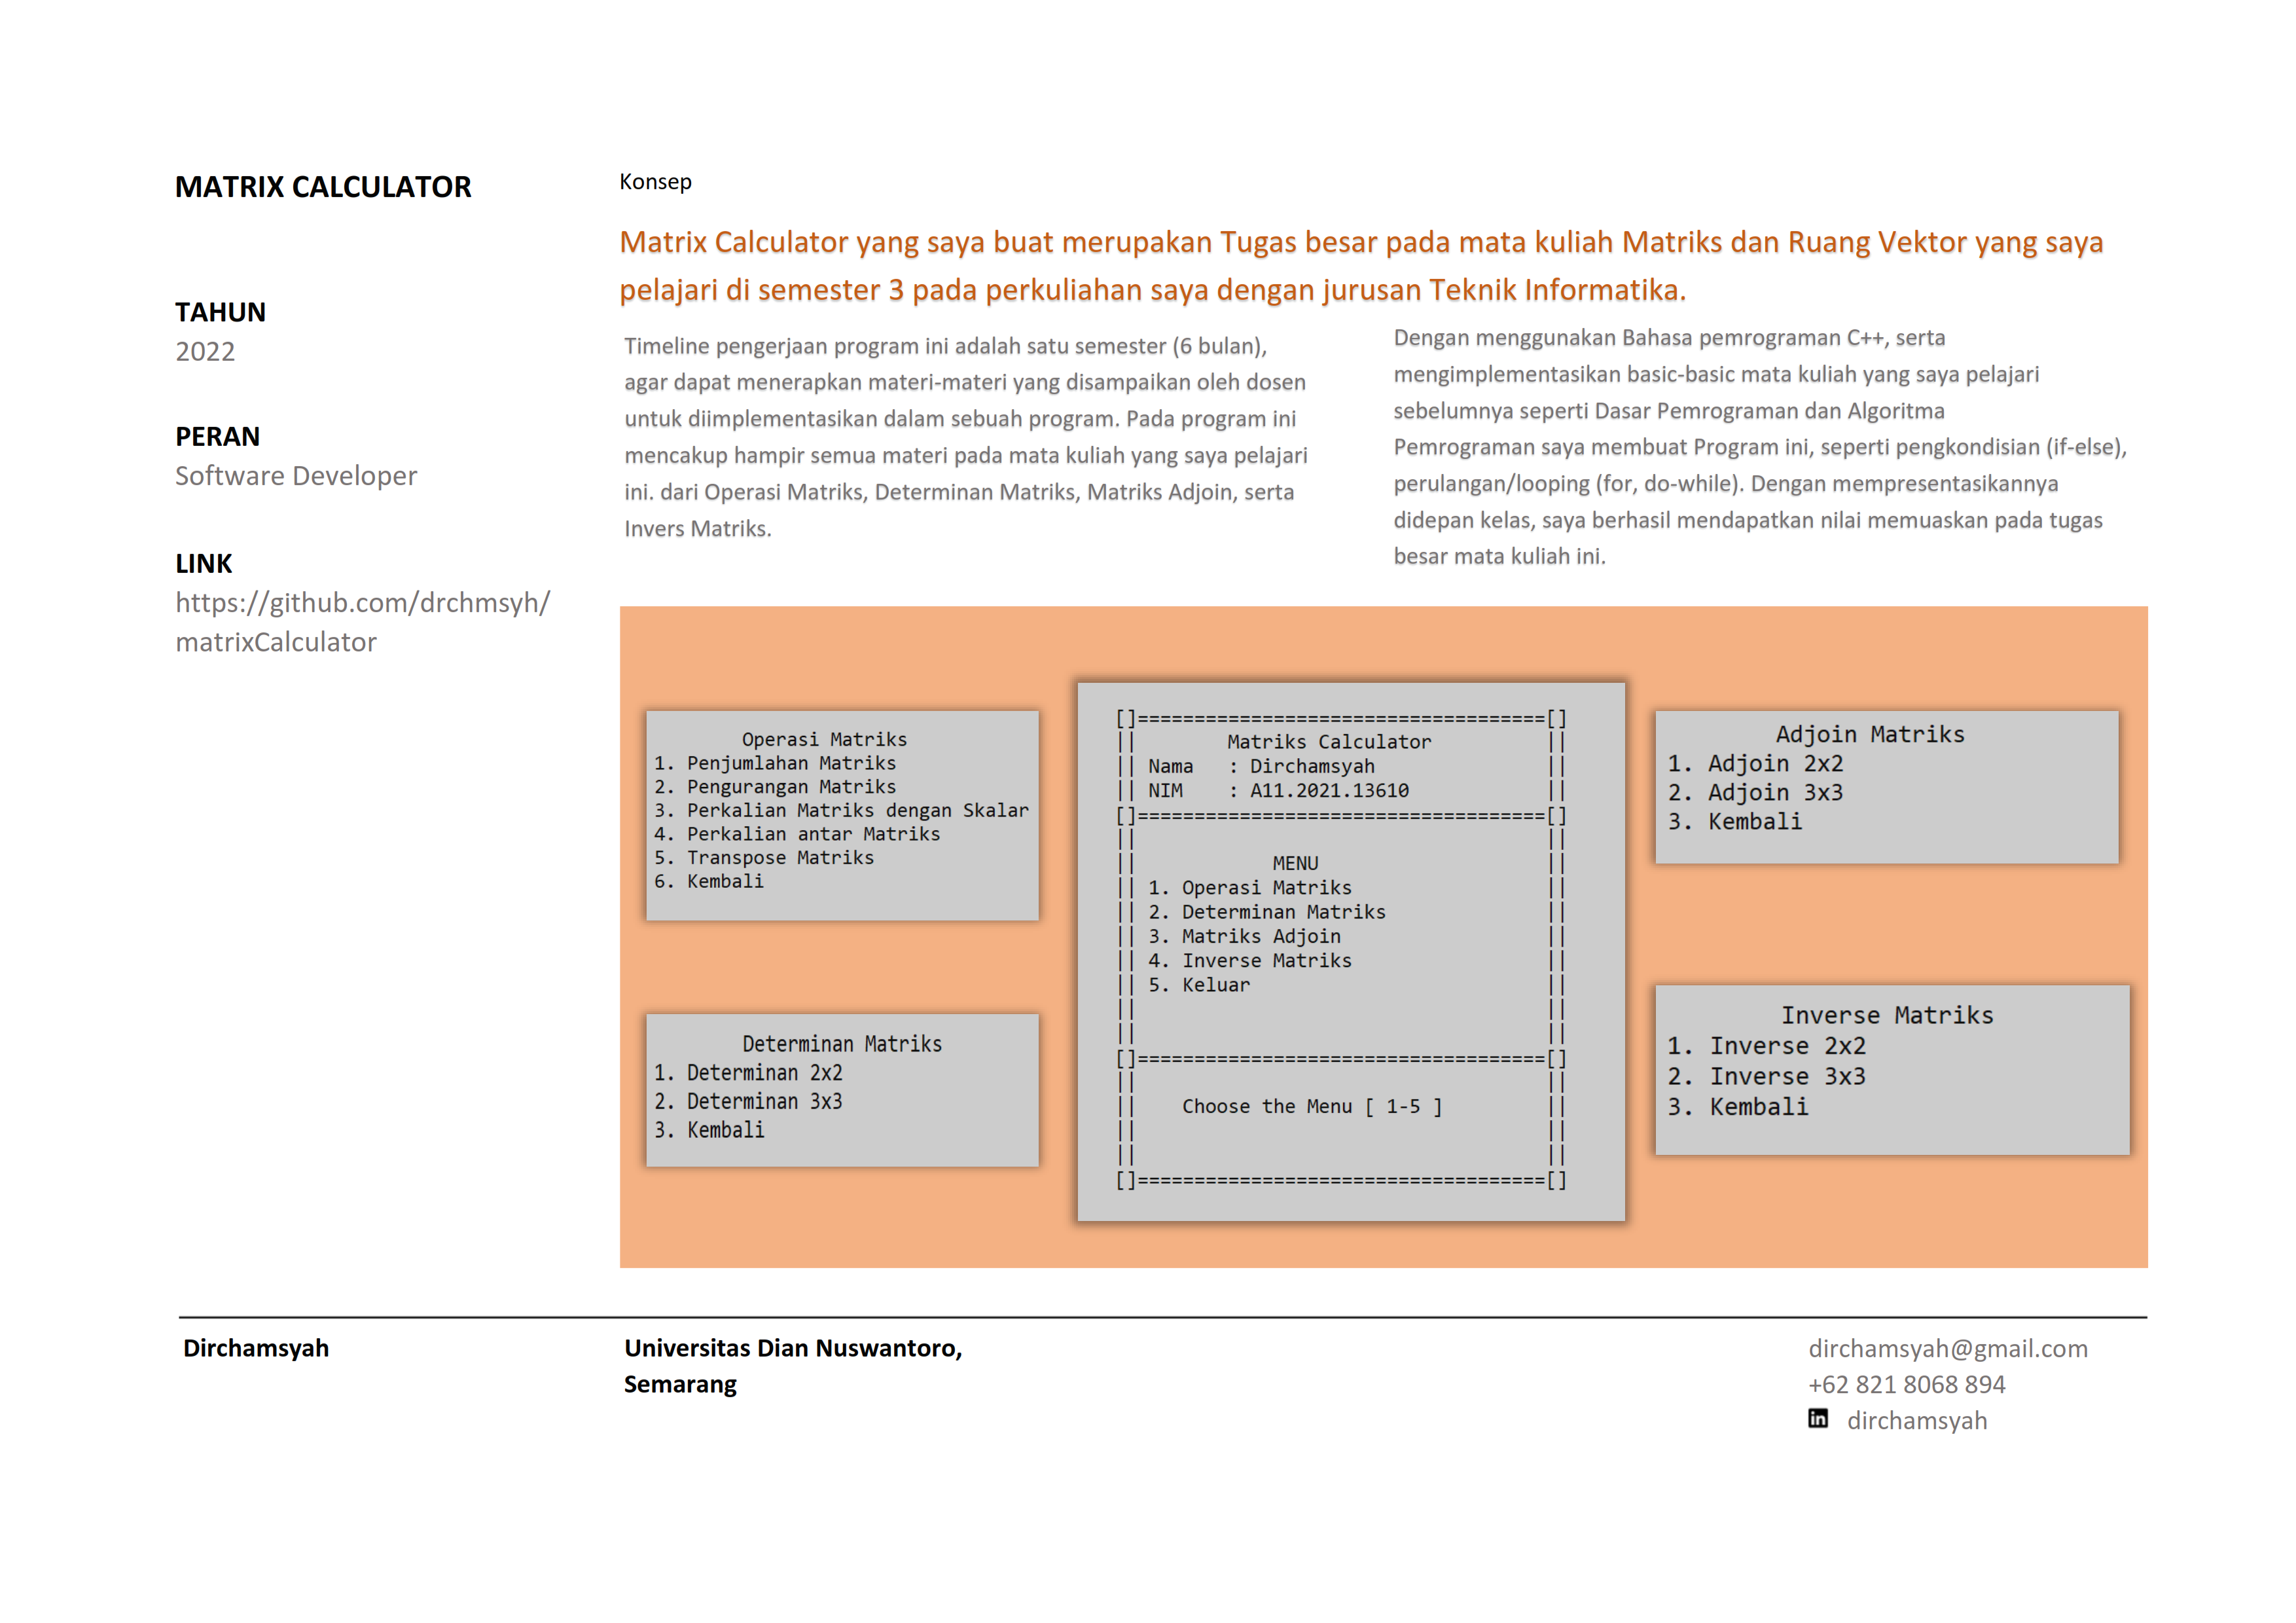 MATRIX CALCULATOR
TAHUN
2022
PERAN
Software Developer
LINK
https://github.com/drchmsyh/
matrixCalculator
Konsep
Matrix Calculator yang saya buat merupakan Tugas besar pada mata kuliah Matriks dan Ruang Vektor yang saya
pelajari di semester 3 pada perkuliahan saya dengan jurusan Teknik Informatika.
Timeline pengerjaan program ini adalah satu semester (6 bulan),
agar dapat menerapkan materi-materi yang disampaikan oleh dosen
untuk diimplementasikan dalam sebuah program. Pada program ini
mencakup hampir semua materi pada mata kuliah yang saya pelajari
ini. dari Operasi Matriks, Determinan Matriks, Matriks Adjoin, serta
Invers Matriks.
Dengan menggunakan Bahasa pemrograman C++, serta
mengimplementasikan basic-basic mata kuliah yang saya pelajari
sebelumnya seperti Dasar Pemrograman dan Algoritma
Pemrograman saya membuat Program ini, seperti pengkondisian (if-else),
perulangan/looping (for, do-while). Dengan mempresentasikannya
didepan kelas, saya berhasil mendapatkan nilai memuaskan pada tugas
besar mata kuliah ini.
Operasi Matriks
1. Penjumlahan Matriks
2. Pengurangan Matriks
3. Perkalian Matriks dengan Skalar
4. Perkalian antar Matriks
5. Transpose Matriks
6. Kembali
Determinan Matriks
1. Determinan 2x2
2. Determinan 3x3
3. Kembali
[]====================================[]
|| Matriks Calculator ||
|| Nama : Dirchamsyah ||
|| NIM : A11.2021.13610 ||
[]====================================[]
|| ||
|| MENU ||
|| 1. Operasi Matriks ||
|| 2. Determinan Matriks ||
|| 3. Matriks Adjoin ||
|| 4. Inverse Matriks ||
|| 5. Keluar ||
|| ||
|| ||
[]====================================[]
|| ||
|| Choose the Menu [ 1-5 ] ||
|| ||
|| ||
[]====================================[]
Adjoin Matriks
1. Adjoin 2x2
2. Adjoin 3x3
3. Kembali
Inverse Matriks
1. Inverse 2x2
2. Inverse 3x3
3. Kembali
Dirchamsyah
Universitas Dian Nuswantoro,
Semarang
dirchamsyah@gmail.com
+62 821 8068 894
in dirchamsyah